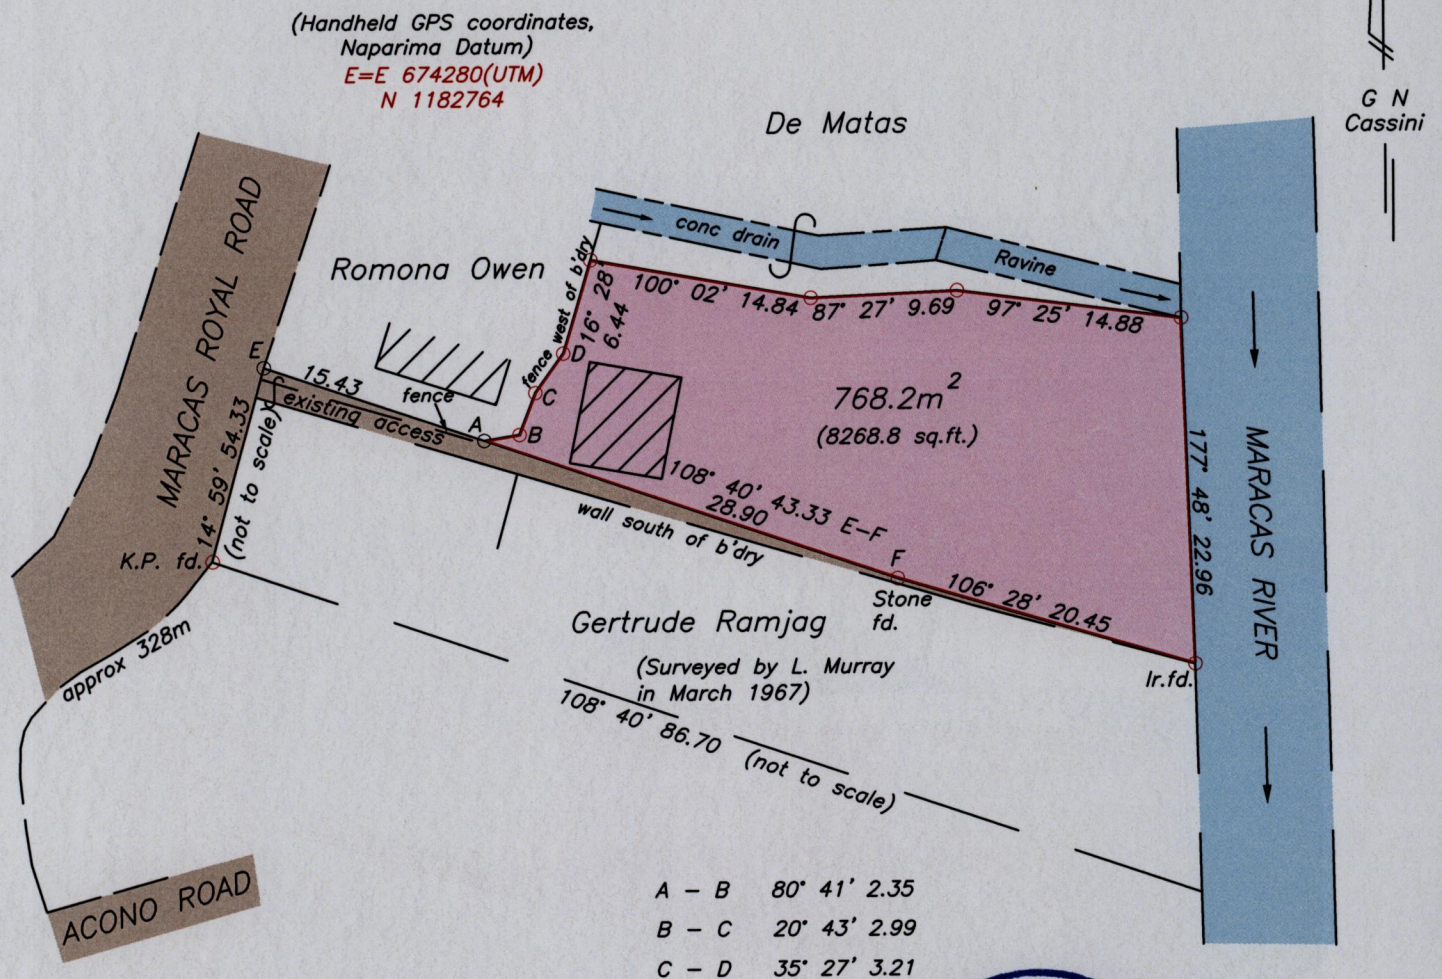 (Handheld GPS coordinates,
Naparima Datum)
E=E 674280(UTM)
N 1182764
G N
Cassini
De Matas
MARACAS ROYAL ROAD
Romona Owen
conc drain
Ravine
fence west of b'dry
16° 28'
6.44
100° 02' 14.84
87° 27' 9.69
97° 25' 14.88
E
15.43
fence
existing access
A
B
C
D
768.2m²
(8268.8 sq.ft.)
14° 59' 54.33
(not to scale)
108° 40' 43.33 E-F
28.90
wall south of b'dry
177° 48' 22.96
MARACAS RIVER
K.P. fd.
F
Stone
fd.
106° 28' 20.45
Ir.fd.
approx 328m
Gertrude Ramjag
(Surveyed by L. Murray
in March 1967)
108° 40' 86.70 (not to scale)
ACONO ROAD
A - B 80° 41' 2.35
B - C 20° 43' 2.99
C - D 35° 27' 3.21